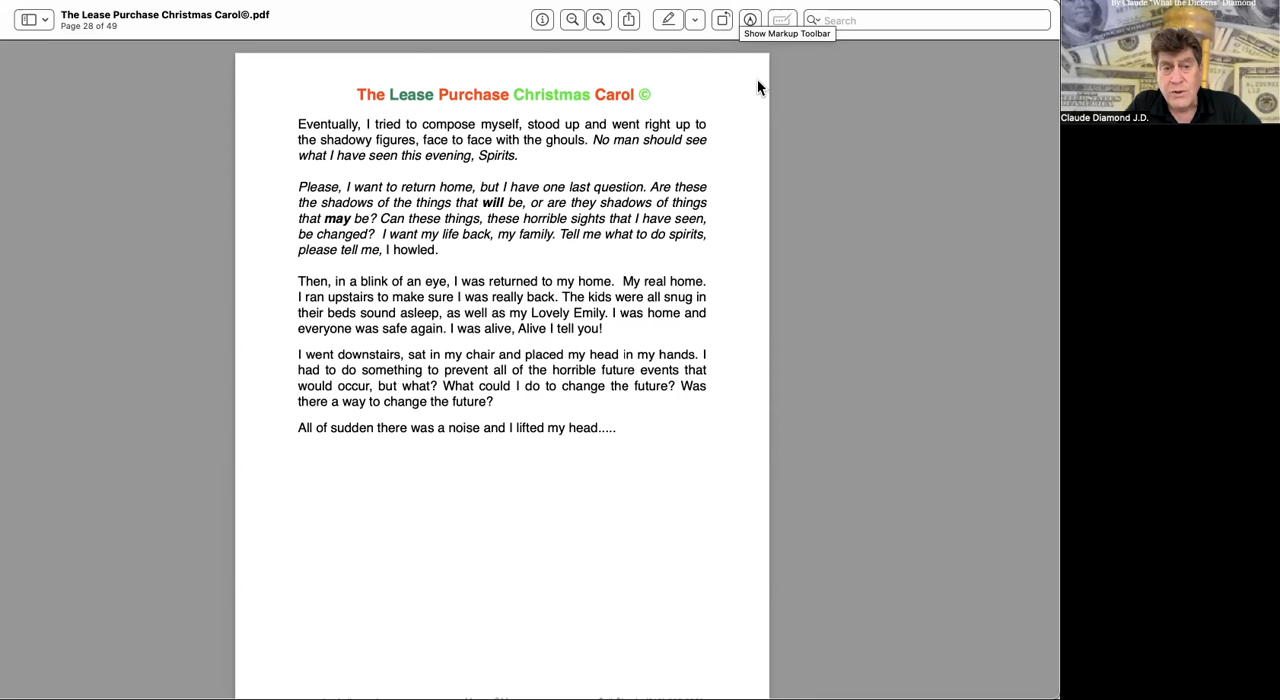 The Lease Purchase Christmas Carol©.pdf
Page 28 of 49
Search
Show Markup Toolbar
By Claude "What the Dickens" Diamond
Claude Diamond J.D.
The Lease Purchase Christmas Carol ©
Eventually, I tried to compose myself, stood up and went right up to
the shadowy figures, face to face with the ghouls. No man should see
what I have seen this evening, Spirits.
Please, I want to return home, but I have one last question. Are these
the shadows of the things that will be, or are they shadows of things
that may be? Can these things, these horrible sights that I have seen,
be changed?  I want my life back, my family. Tell me what to do spirits,
please tell me, I howled.
Then, in a blink of an eye, I was returned to my home.  My real home.
I ran upstairs to make sure I was really back. The kids were all snug in
their beds sound asleep, as well as my Lovely Emily. I was home and
everyone was safe again. I was alive, Alive I tell you!
I went downstairs, sat in my chair and placed my head in my hands. I
had to do something to prevent all of the horrible future events that
would occur, but what? What could I do to change the future? Was
there a way to change the future?
All of sudden there was a noise and I lifted my head.....